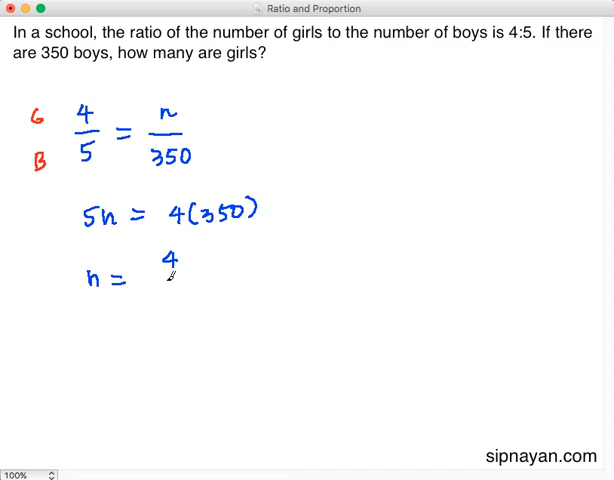 Ratio and Proportion
In a school, the ratio of the number of girls to the number of boys is 4:5. If there
are 350 boys, how many are girls?
G 4/5 = n/350
B
5n = 4(350)
n = 4
sipnayan.com
100%